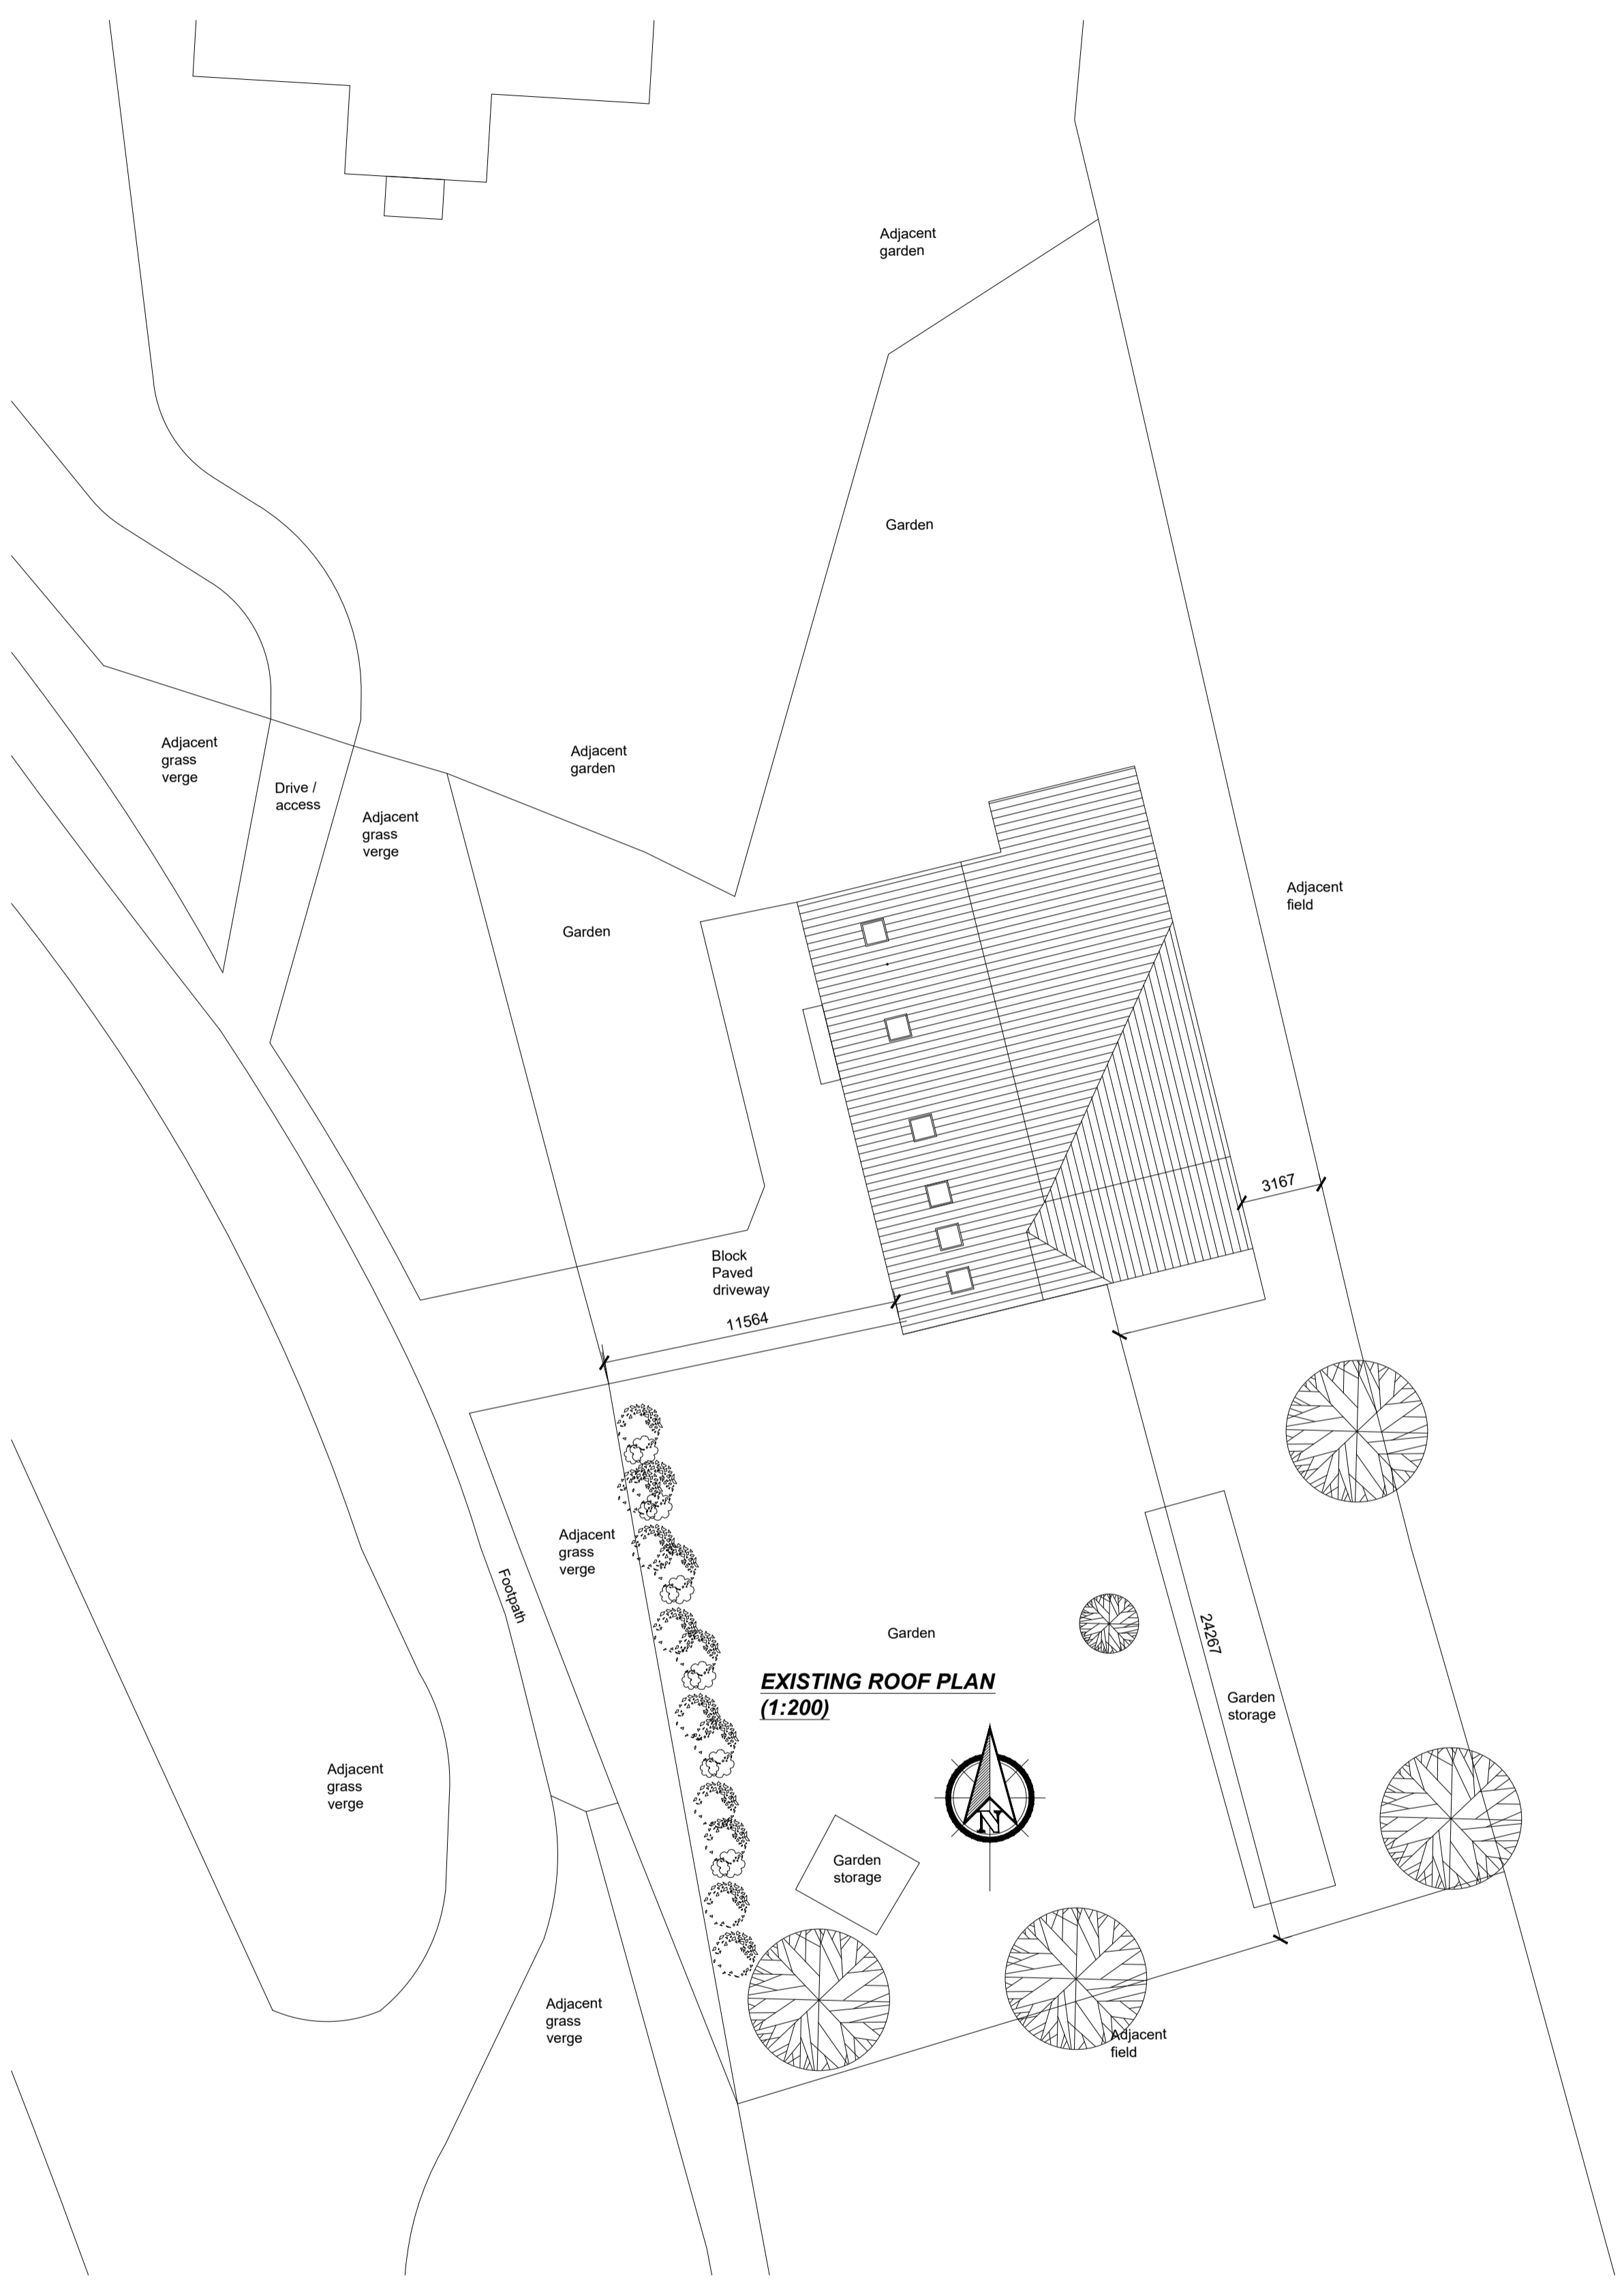 Adjacent
garden
Garden
Adjacent
grass
verge
Adjacent
garden
Drive /
access
Adjacent
grass
verge
Adjacent
field
Garden
3167
Block
Paved
driveway
11564
Adjacent
grass
verge
Footpath
24267
Garden
EXISTING ROOF PLAN
(1:200)
Garden
storage
N
Adjacent
grass
verge
Garden
storage
Adjacent
grass
verge
Adjacent
field